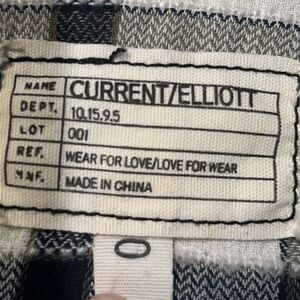 NAME CURRENT/ELLIOTT
DEPT. 10.15.9.5
LOT 001
REF. WEAR FOR LOVE/LOVE FOR WEAR
MNF. MADE IN CHINA
0